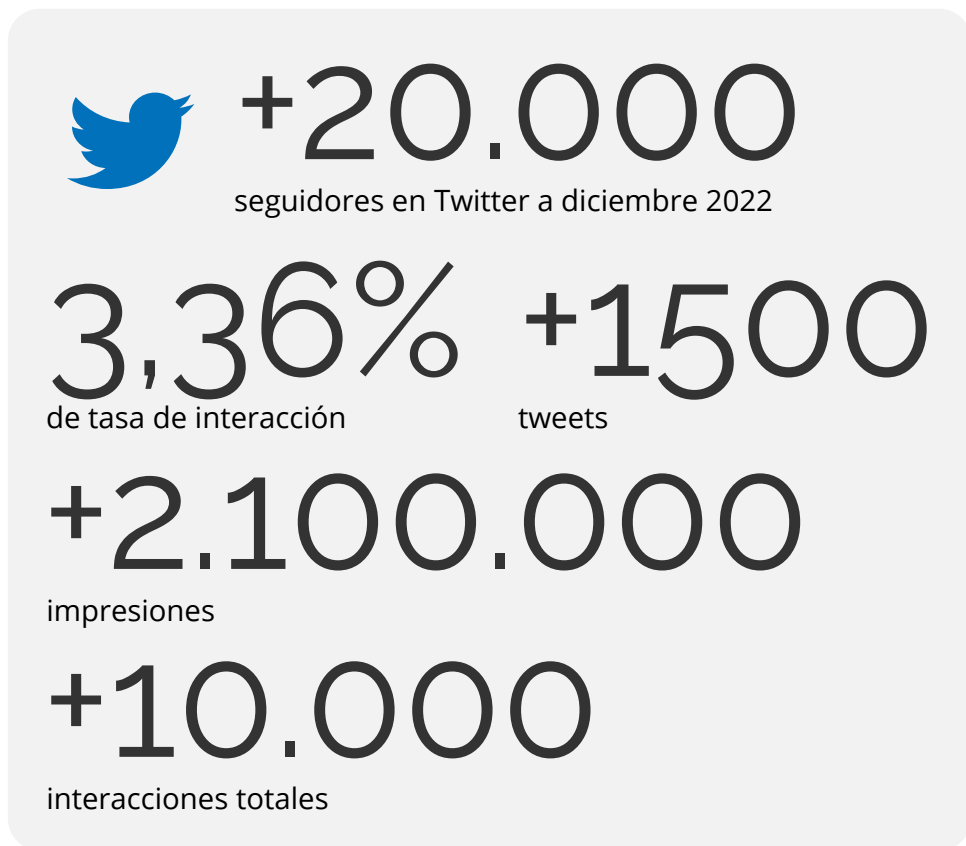 +20.000
seguidores en Twitter a diciembre 2022
3,36%
de tasa de interacción
+1500
tweets
+2.100.000
impresiones
+10.000
interacciones totales